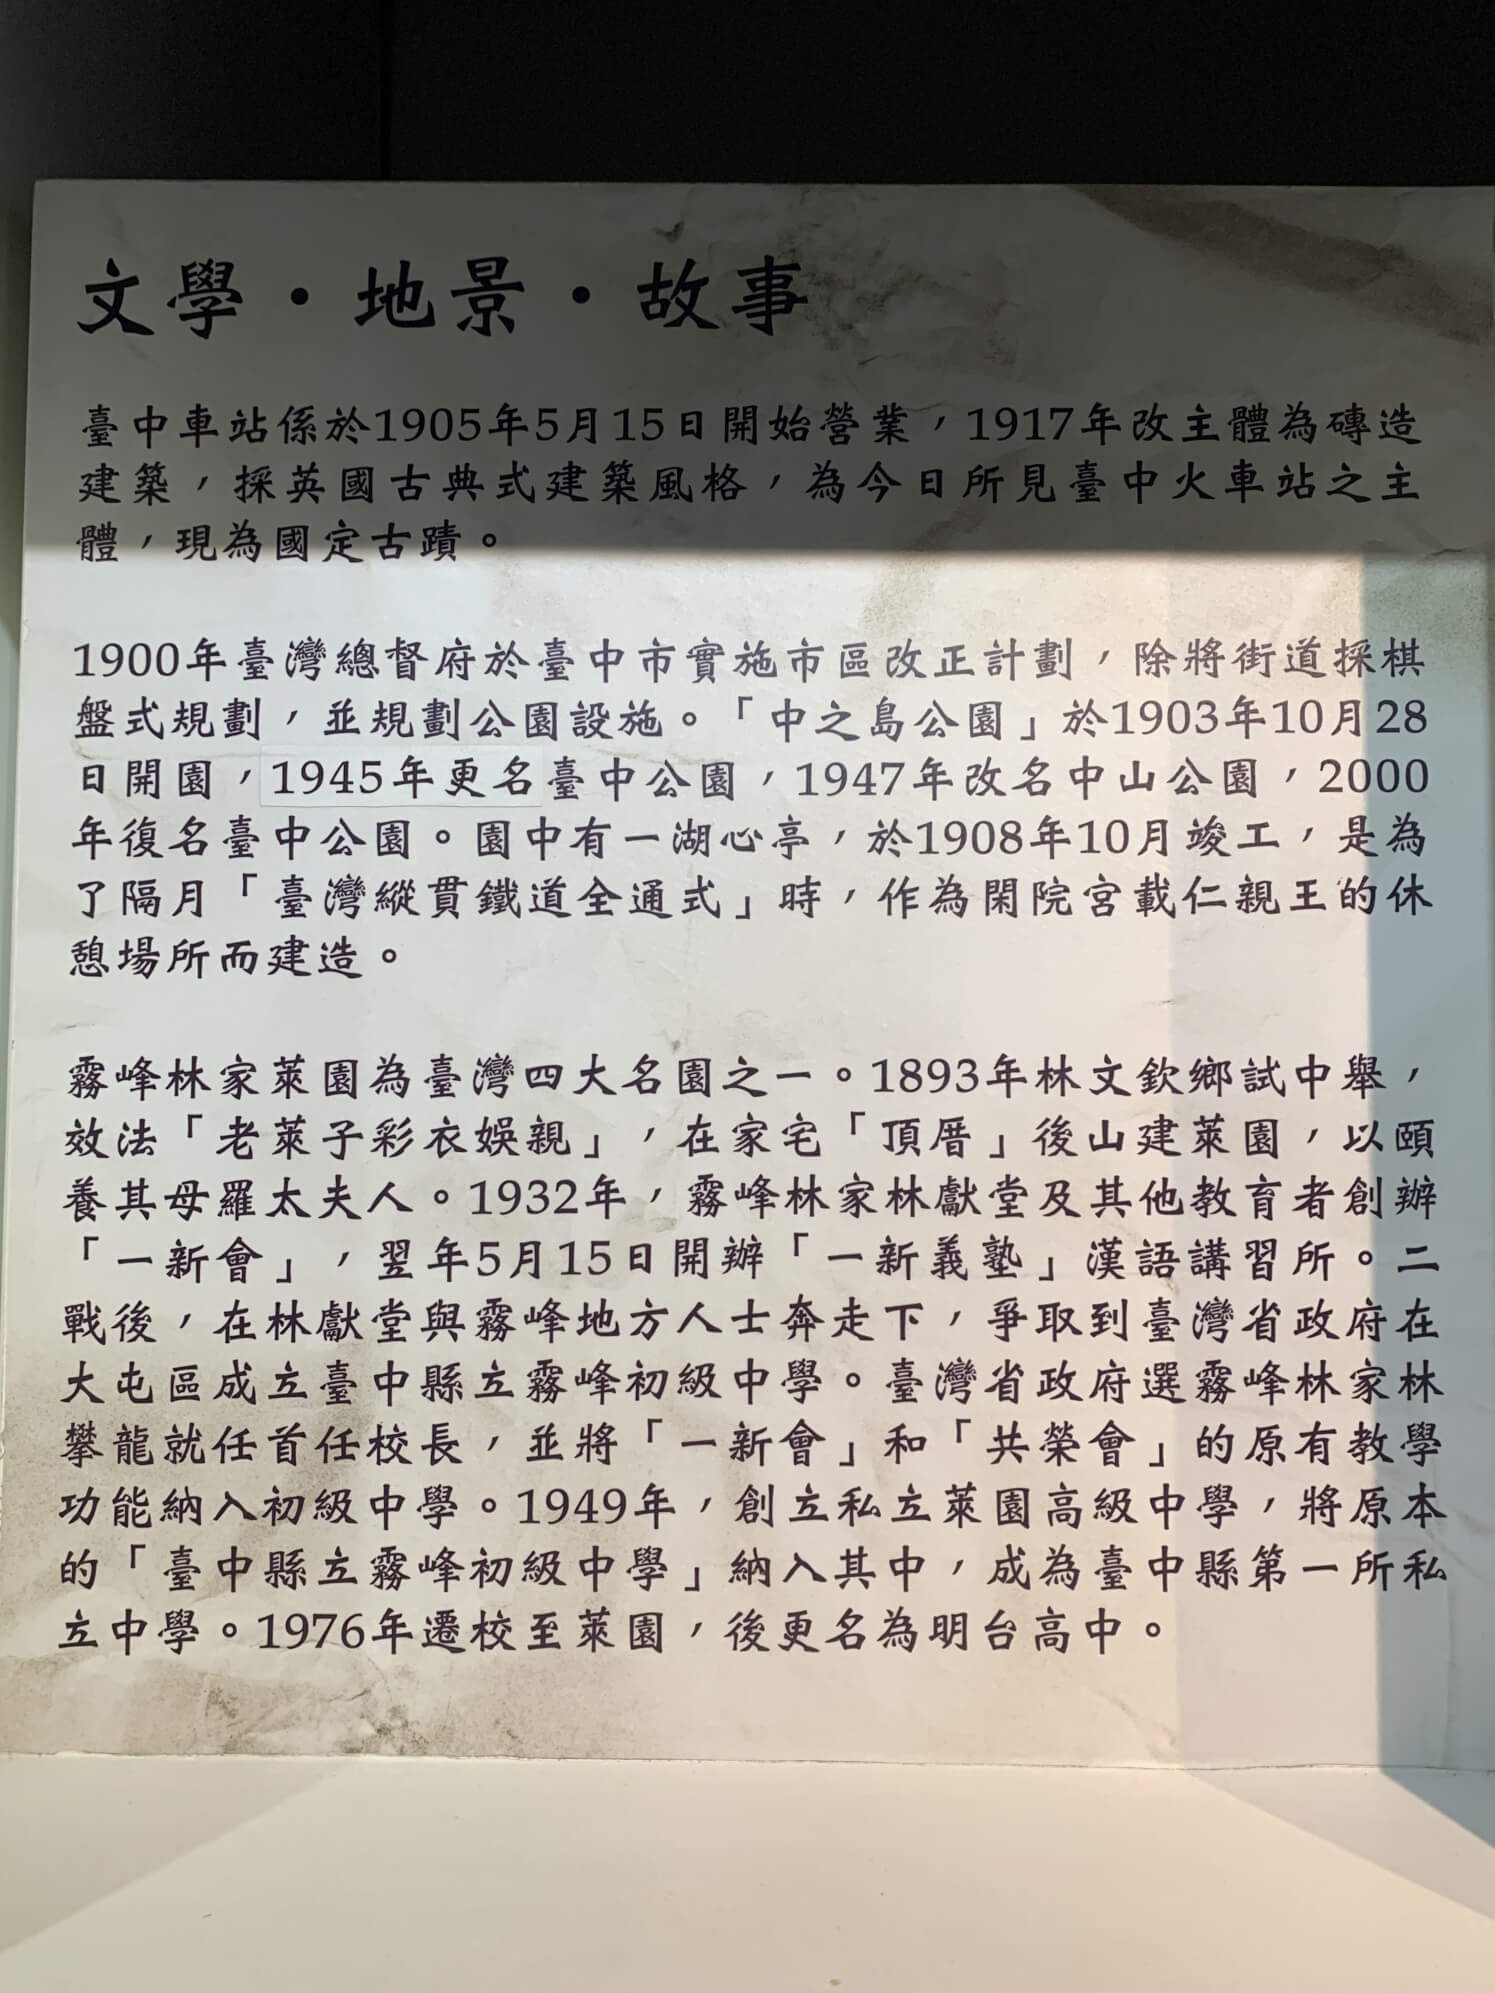 文學・地景・故事
臺中車站係於1905年5月15日開始營業，1917年改主體為磚造
建築，採英國古典式建築風格，為今日所見臺中火車站之主
體，現為國定古蹟。
1900年臺灣總督府於臺中市實施市區改正計劃，除將街道採棋
盤式規劃，並規劃公園設施。「中之島公園」於1903年10月28
日開園，1945年更名臺中公園，1947年改名中山公園，2000
年復名臺中公園。園中有一湖心亭，於1908年10月竣工，是為
了隔月「臺灣縱貫鐵道全通式」時，作為閑院宮載仁親王的休
憩場所而建造。
霧峰林家萊園為臺灣四大名園之一。1893年林文欽鄉試中舉，
效法「老萊子彩衣娛親」，在家宅「頂厝」後山建萊園，以頤
養其母羅太夫人。1932年，霧峰林家林獻堂及其他教育者創辦
「一新會」，翌年5月15日開辦「一新義塾」漢語講習所。二
戰後，在林獻堂與霧峰地方人士奔走下，爭取到臺灣省政府在
大屯區成立臺中縣立霧峰初級中學。臺灣省政府選霧峰林家林
攀龍就任首任校長，並將「一新會」和「共榮會」的原有教學
功能納入初級中學。1949年，創立私立萊園高級中學，將原本
的「臺中縣立霧峰初級中學」納入其中，成為臺中縣第一所私
立中學。1976年遷校至萊園，後更名為明台高中。